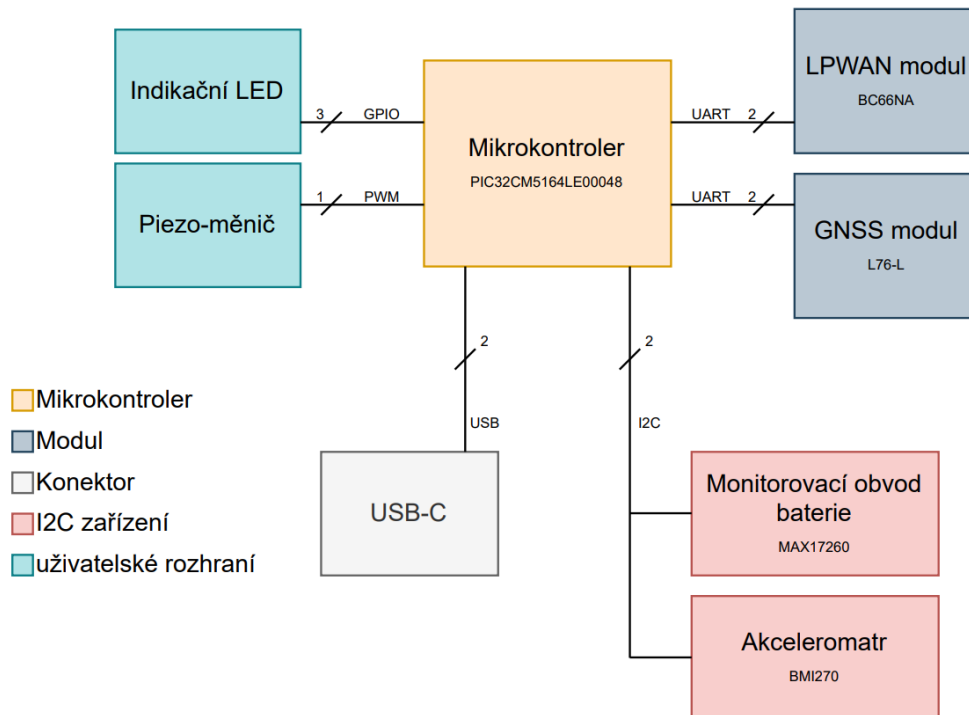 Indikační LED
3
GPIO
Piezo-měnič
1
PWM
Mikrokontroler
PIC32CM5164LE00048
UART
2
LPWAN modul
BC66NA
UART
2
GNSS modul
L76-L
2
USB
USB-C
2
I2C
Monitorovací obvod
baterie
MAX17260
Akceleromatr
BMI270
Mikrokontroler
Modul
Konektor
I2C zařízení
uživatelské rozhraní